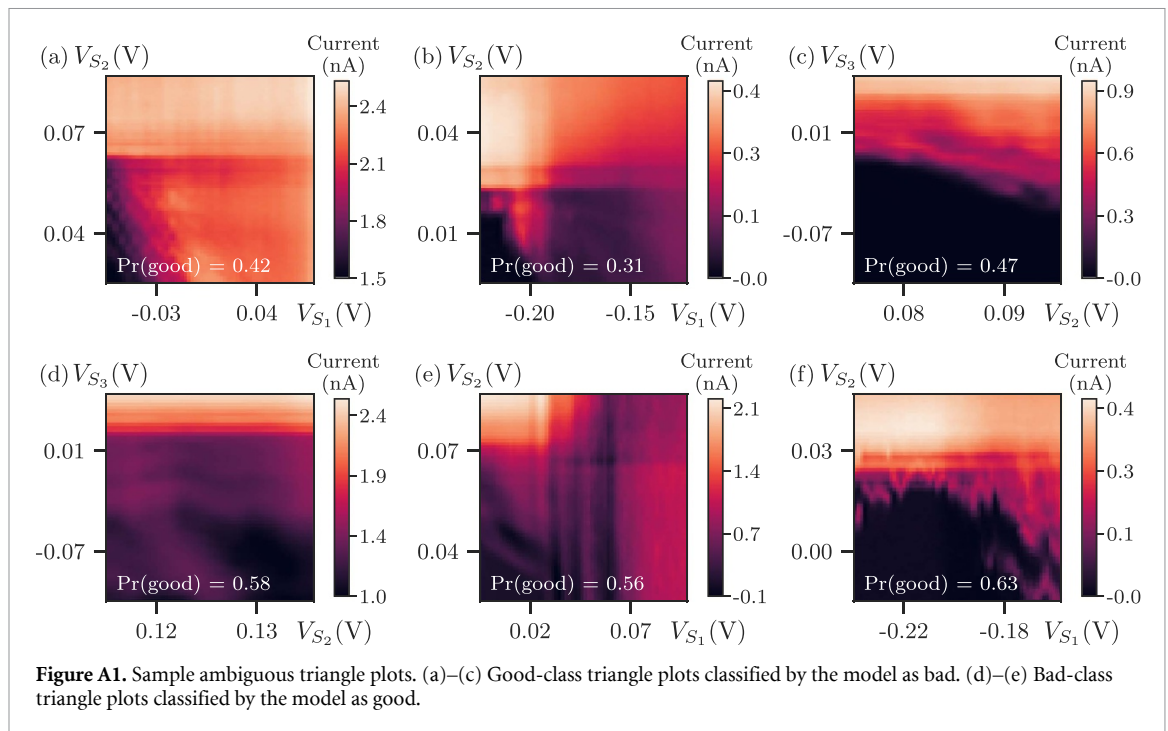 (a) V_{S_2}(V) Current (nA)
2.4
0.07
2.1
1.8
0.04
Pr(good) = 0.42
1.5
-0.03 0.04 V_{S_1}(V)
(b) V_{S_2}(V) Current (nA)
0.4
0.04
0.3
0.1
0.01
Pr(good) = 0.31
-0.0
-0.20 -0.15 V_{S_1}(V)
(c) V_{S_3}(V) Current (nA)
0.9
0.01
0.6
0.3
-0.07
Pr(good) = 0.47
0.0
0.08 0.09 V_{S_2}(V)
(d) V_{S_3}(V) Current (nA)
2.4
0.01
1.9
1.4
-0.07
Pr(good) = 0.58
1.0
0.12 0.13 V_{S_2}(V)
(e) V_{S_2}(V) Current (nA)
2.1
0.07
1.4
0.7
0.04
Pr(good) = 0.56
-0.1
0.02 0.07 V_{S_1}(V)
(f) V_{S_2}(V) Current (nA)
0.4
0.03
0.3
0.1
0.00
Pr(good) = 0.63
-0.0
-0.22 -0.18 V_{S_1}(V)
Figure A1. Sample ambiguous triangle plots. (a)–(c) Good-class triangle plots classified by the model as bad. (d)–(e) Bad-class
triangle plots classified by the model as good.